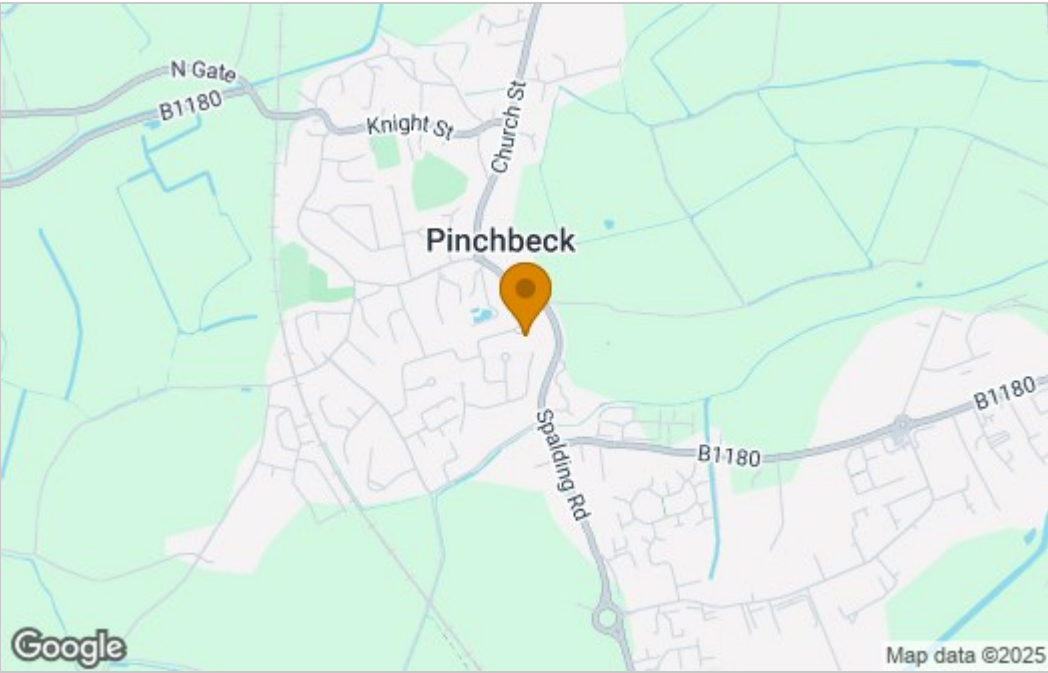 N Gate
B1180
Knight St
Church St
Pinchbeck
B1180
B1180
Spalding Rd
Google
Map data ©2025